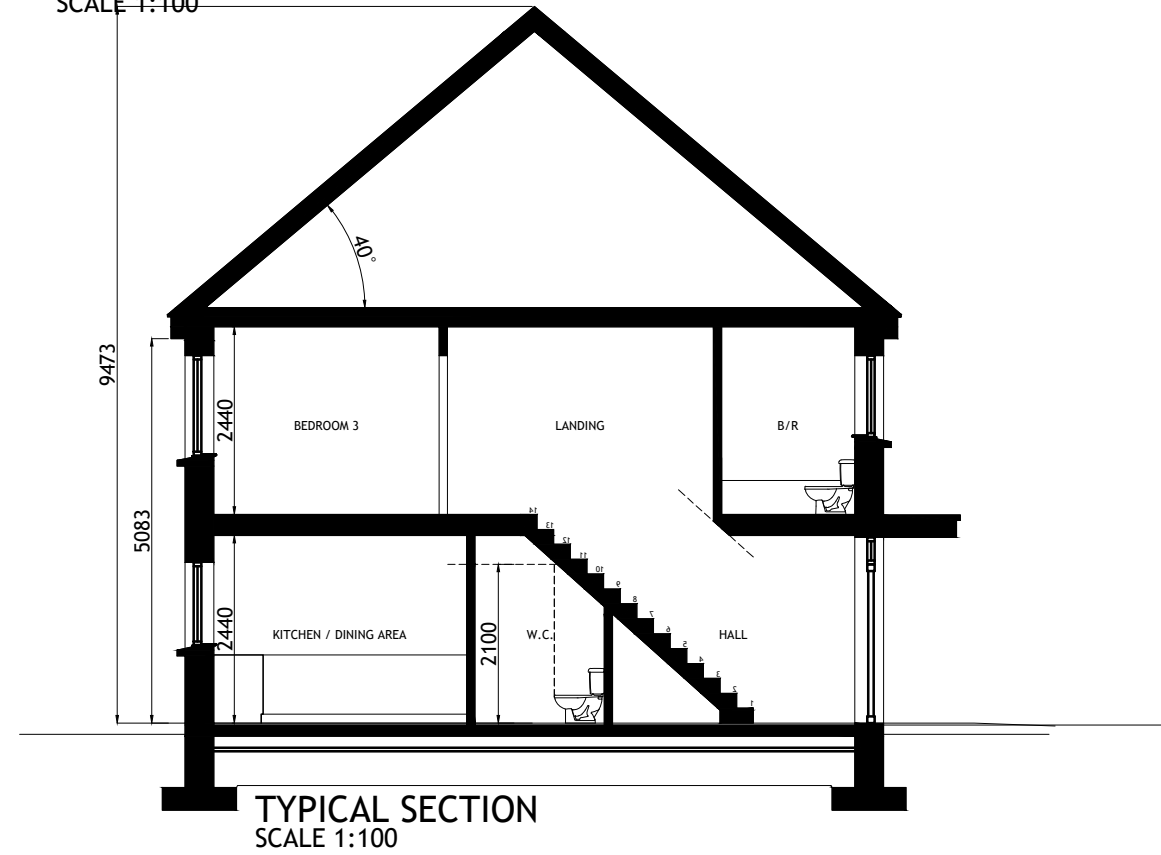 SCALE 1:100
40°
9473
5083
2440
BEDROOM 3
LANDING
B/R
14
13
12
11
10
9
8
7
6
5
4
3
2
1
2440
KITCHEN / DINING AREA
2100
W.C.
HALL
TYPICAL SECTION
SCALE 1:100